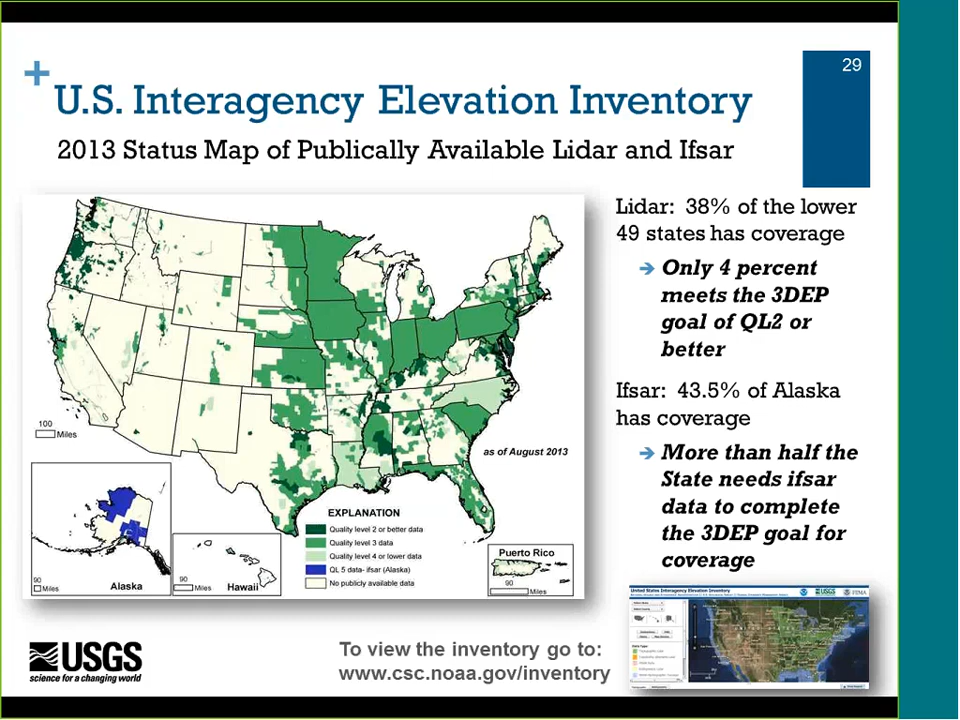 29
+
U.S. Interagency Elevation Inventory
2013 Status Map of Publically Available Lidar and Ifsar
Lidar: 38% of the lower
49 states has coverage
Only 4 percent
meets the 3DEP
goal of QL2 or
better
Ifsar: 43.5% of Alaska
has coverage
More than half the
State needs ifsar
data to complete
the 3DEP goal for
coverage
100
Miles
as of August 2013
EXPLANATION
Quality level 2 or better data
Quality level 3 data
Quality level 4 or lower data
QL 5 data- ifsar (Alaska)
No publicly available data
90
Miles
Alaska
90
Miles
Hawaii
Puerto Rico
90
Miles
United States Interagency Elevation Inventory
USGS
FEMA
USGS
science for a changing world
To view the inventory go to:
www.csc.noaa.gov/inventory